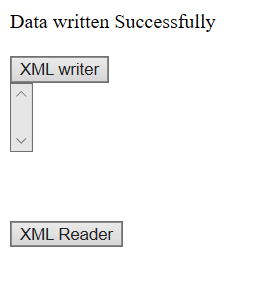 Data written Successfully
XML writer
XML Reader